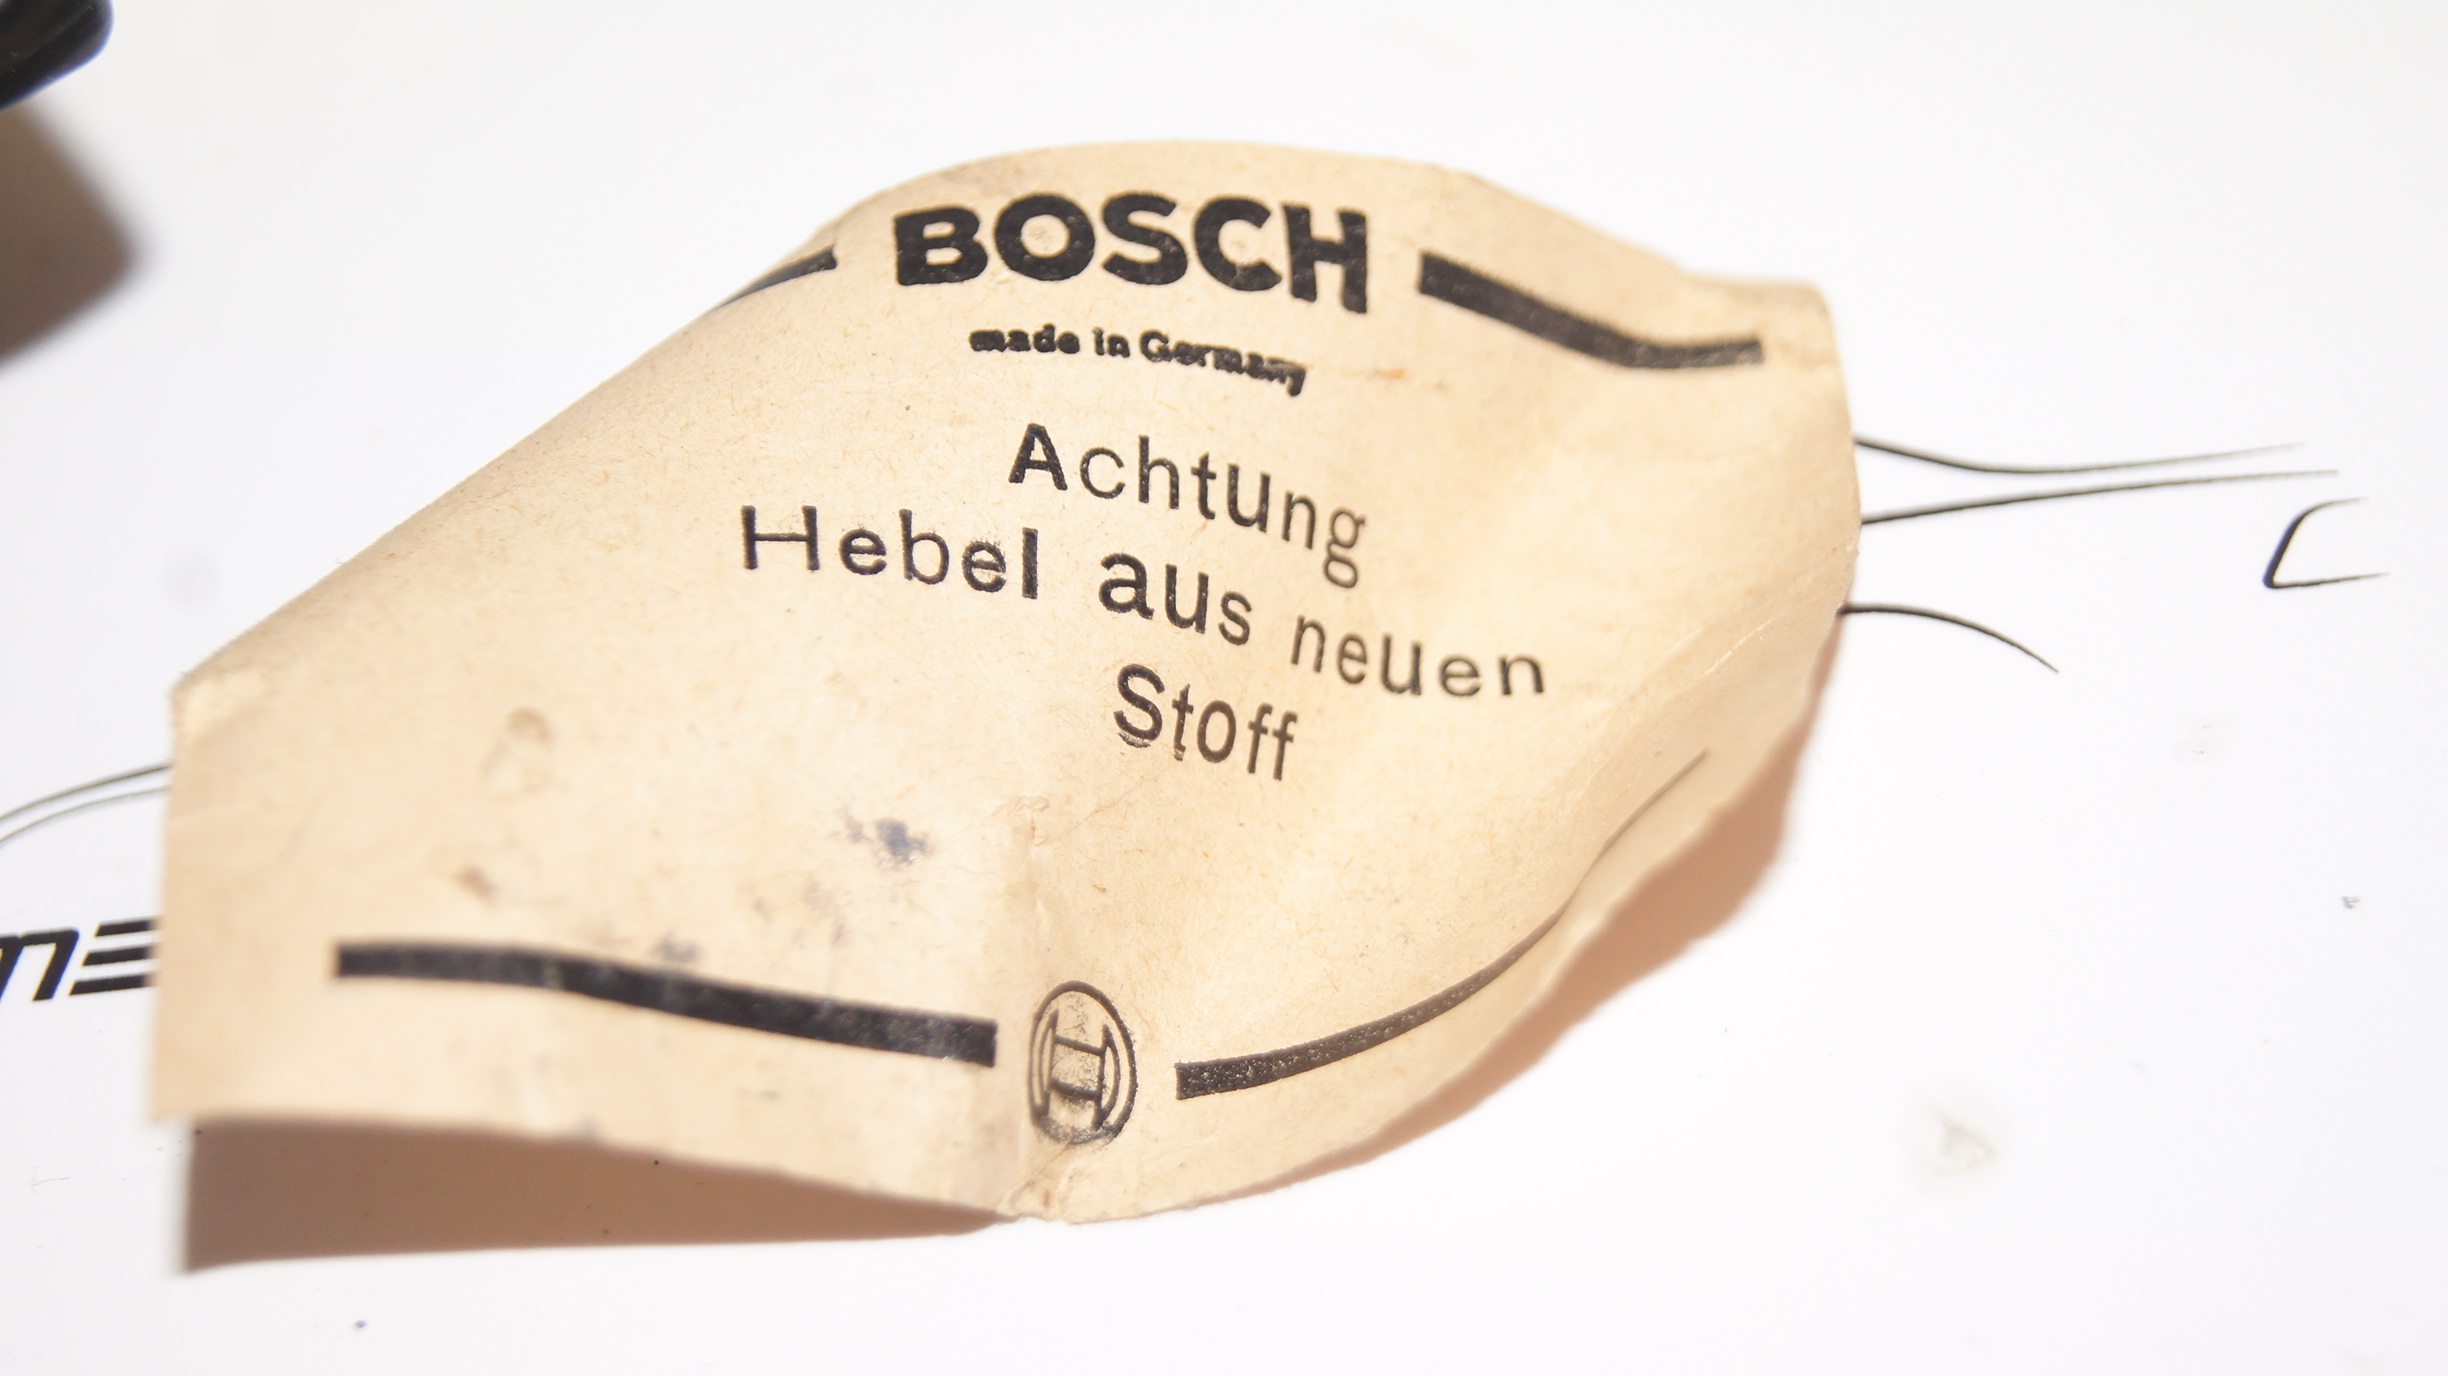 BOSCH
made in Germany
Achtung
Hebel aus neuen
Stoff